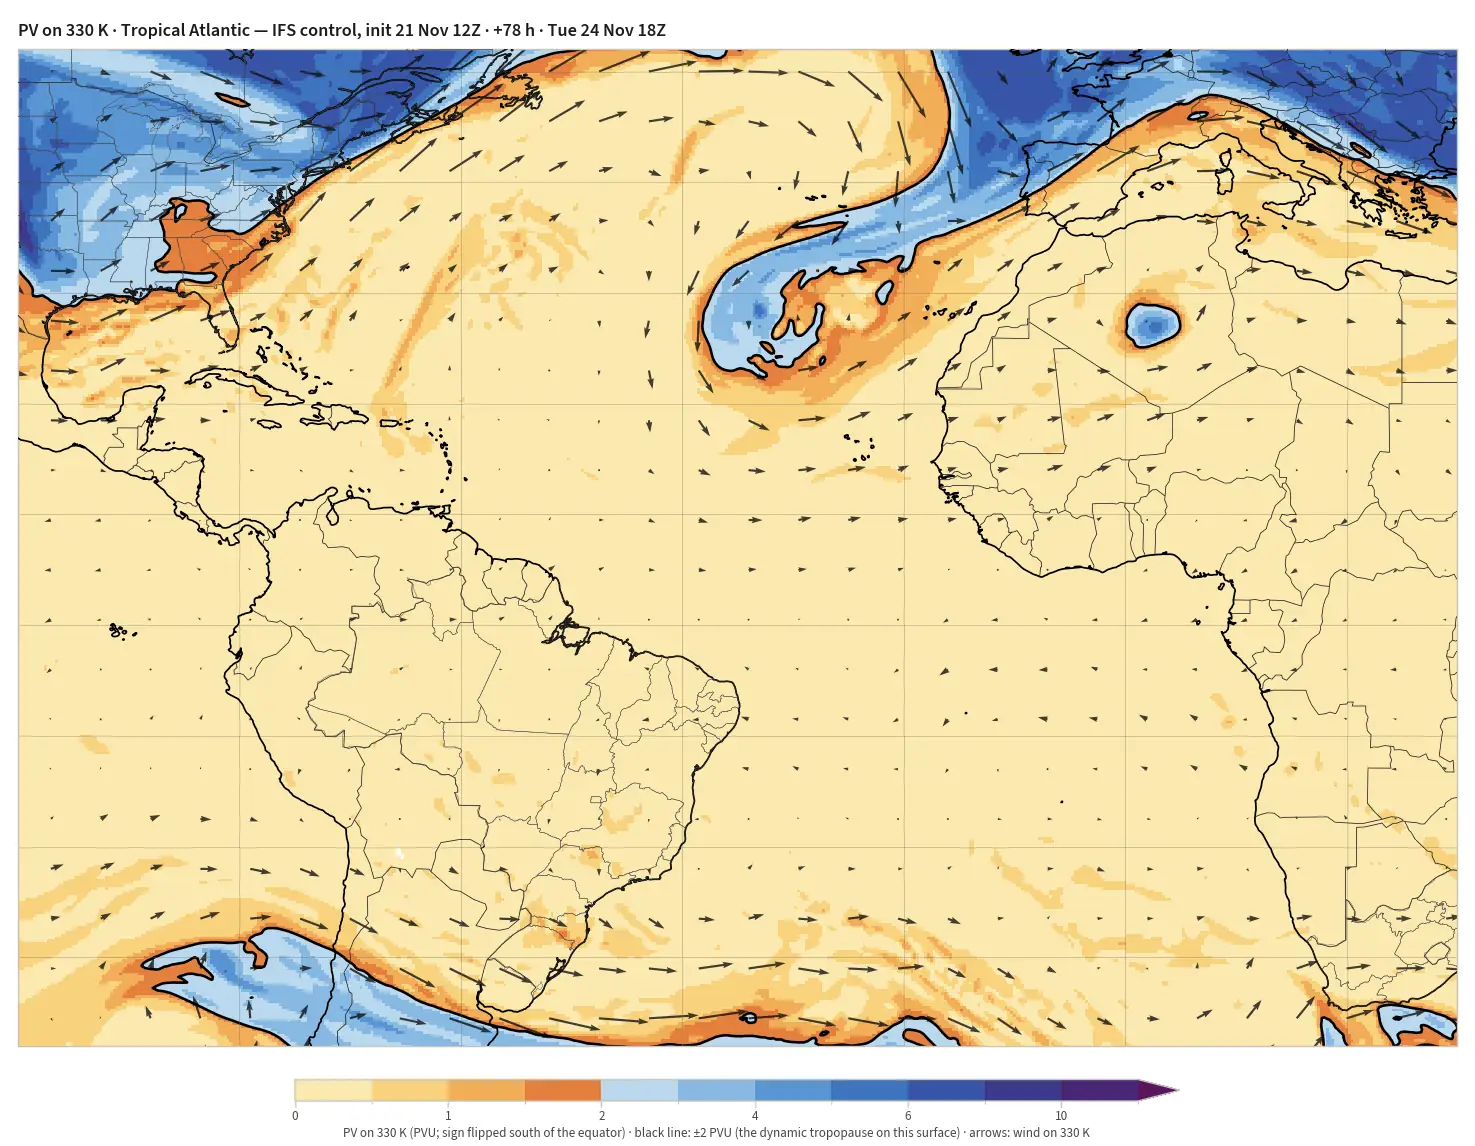 PV on 330 K · Tropical Atlantic — IFS control, init 21 Nov 12Z · +78 h · Tue 24 Nov 18Z
0 1 2 4 6 10
PV on 330 K (PVU; sign flipped south of the equator) · black line: ±2 PVU (the dynamic tropopause on this surface) · arrows: wind on 330 K